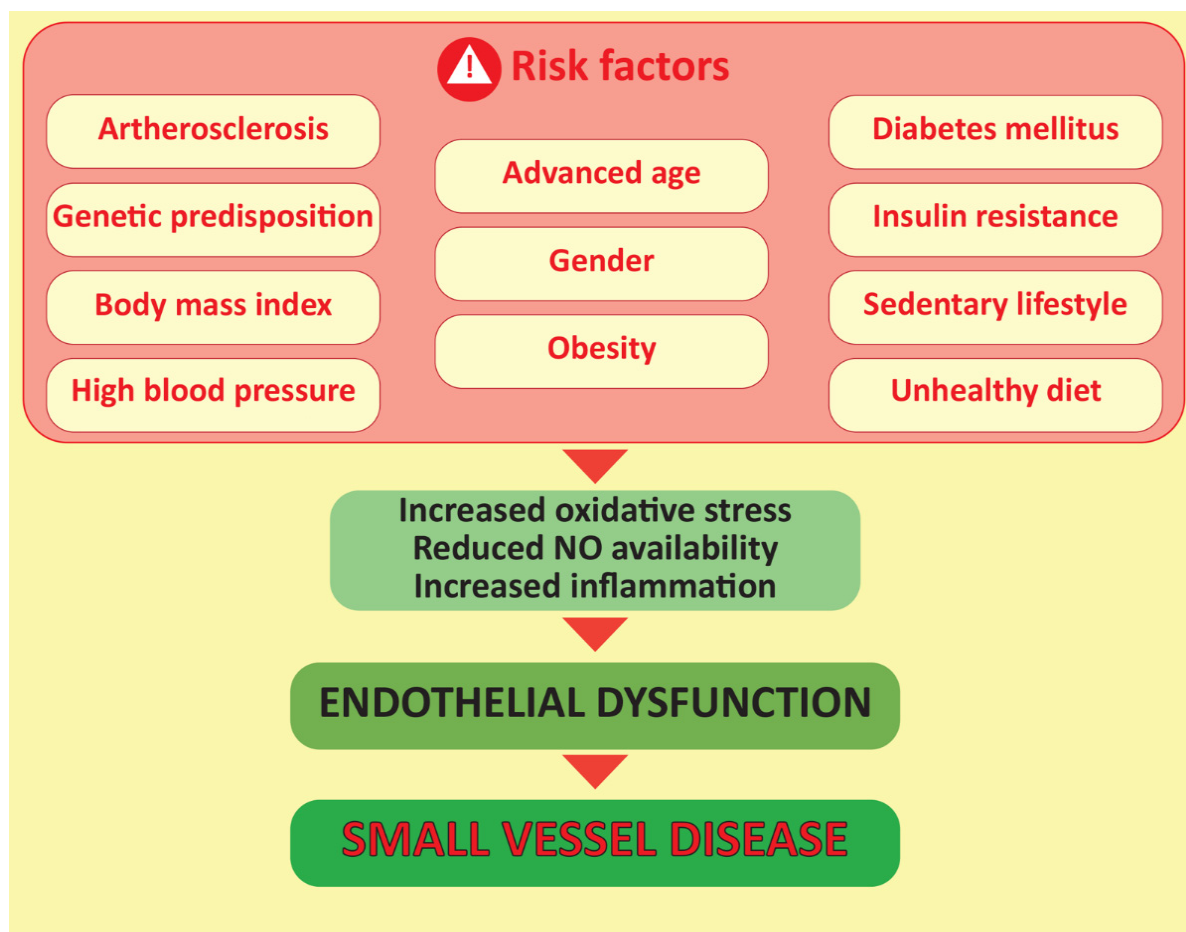 ! Risk factors
Artherosclerosis
Genetic predisposition
Body mass index
High blood pressure
Advanced age
Gender
Obesity
Diabetes mellitus
Insulin resistance
Sedentary lifestyle
Unhealthy diet
Increased oxidative stress
Reduced NO availability
Increased inflammation
ENDOTHELIAL DYSFUNCTION
SMALL VESSEL DISEASE